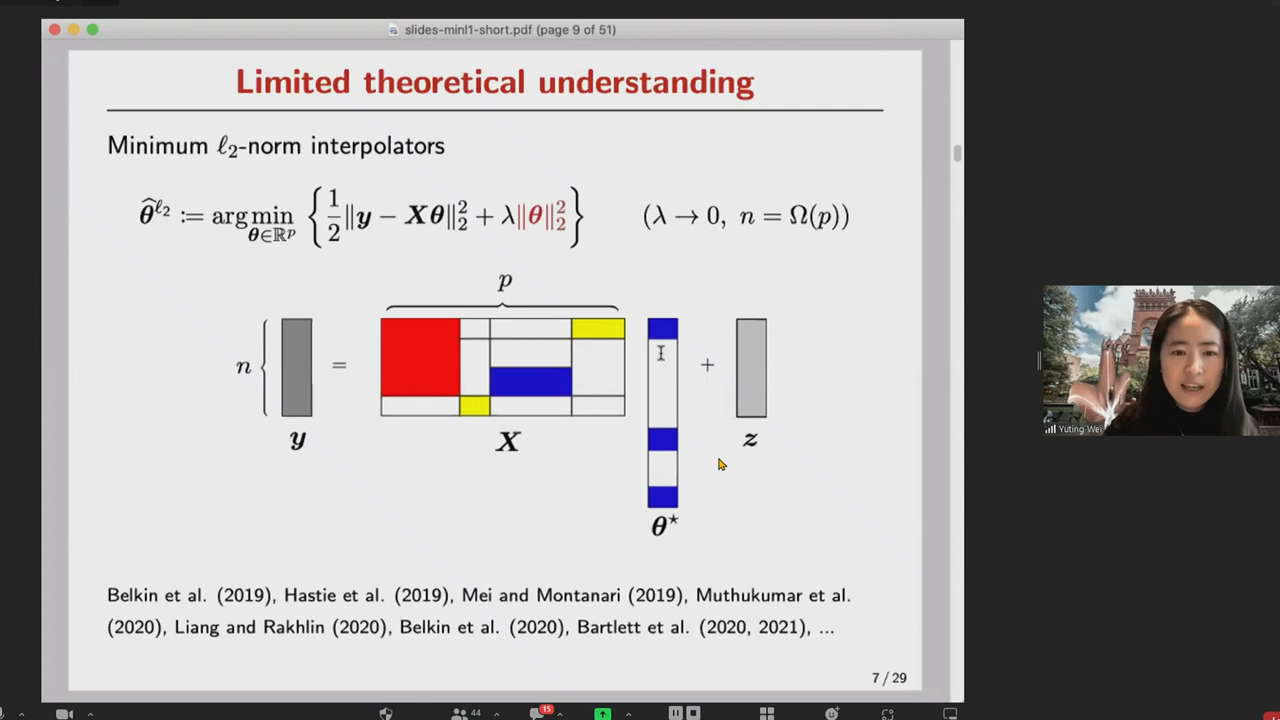 slides-minl1-short.pdf (page 9 of 51)
Limited theoretical understanding
Minimum ℓ₂-norm interpolators
θ̂^ℓ₂ := arg min_{θ∈ℝ^p} { 1/2 ‖y − Xθ‖₂² + λ‖θ‖₂² } (λ → 0, n = Ω(p))
p
n { = +
y X z
θ⋆
Belkin et al. (2019), Hastie et al. (2019), Mei and Montanari (2019), Muthukumar et al.
(2020), Liang and Rakhlin (2020), Belkin et al. (2020), Bartlett et al. (2020, 2021), ...
7 / 29
Yuting Wei
44
15